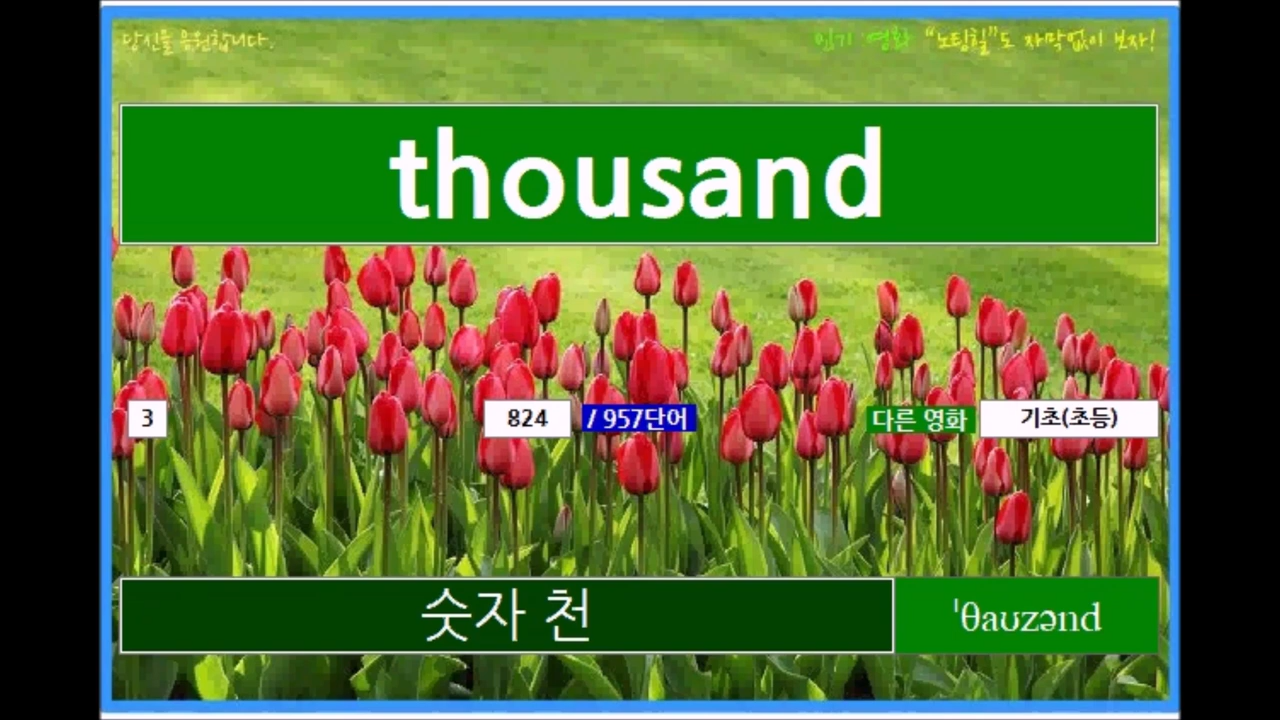 당신을 응원합니다.
인기 영화 “노팅힐”도 자막없이 보자!
thousand
3
824
/ 957단어
다른 영화
기초(초등)
숫자 천
ˈθaʊzənd